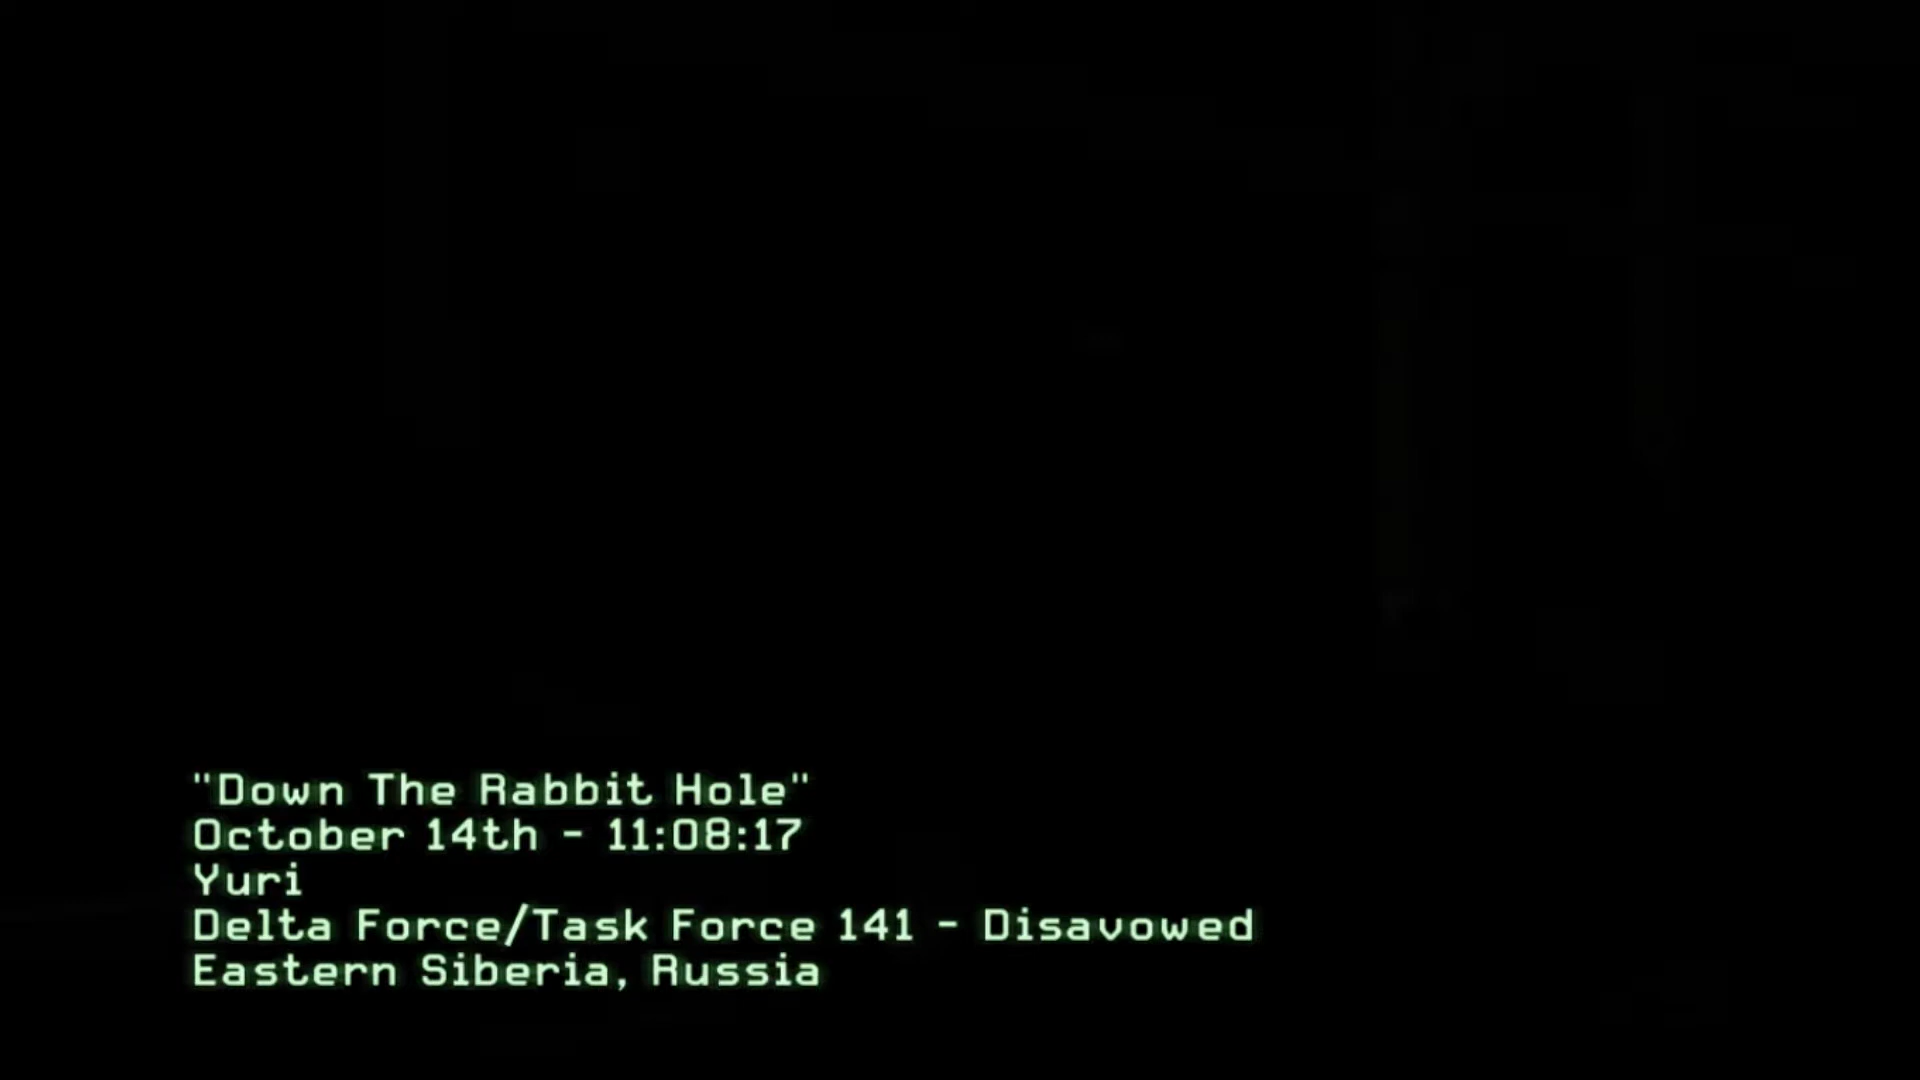 "Down The Rabbit Hole"
October 14th - 11:08:17
Yuri
Delta Force/Task Force 141 - Disavowed
Eastern Siberia, Russia